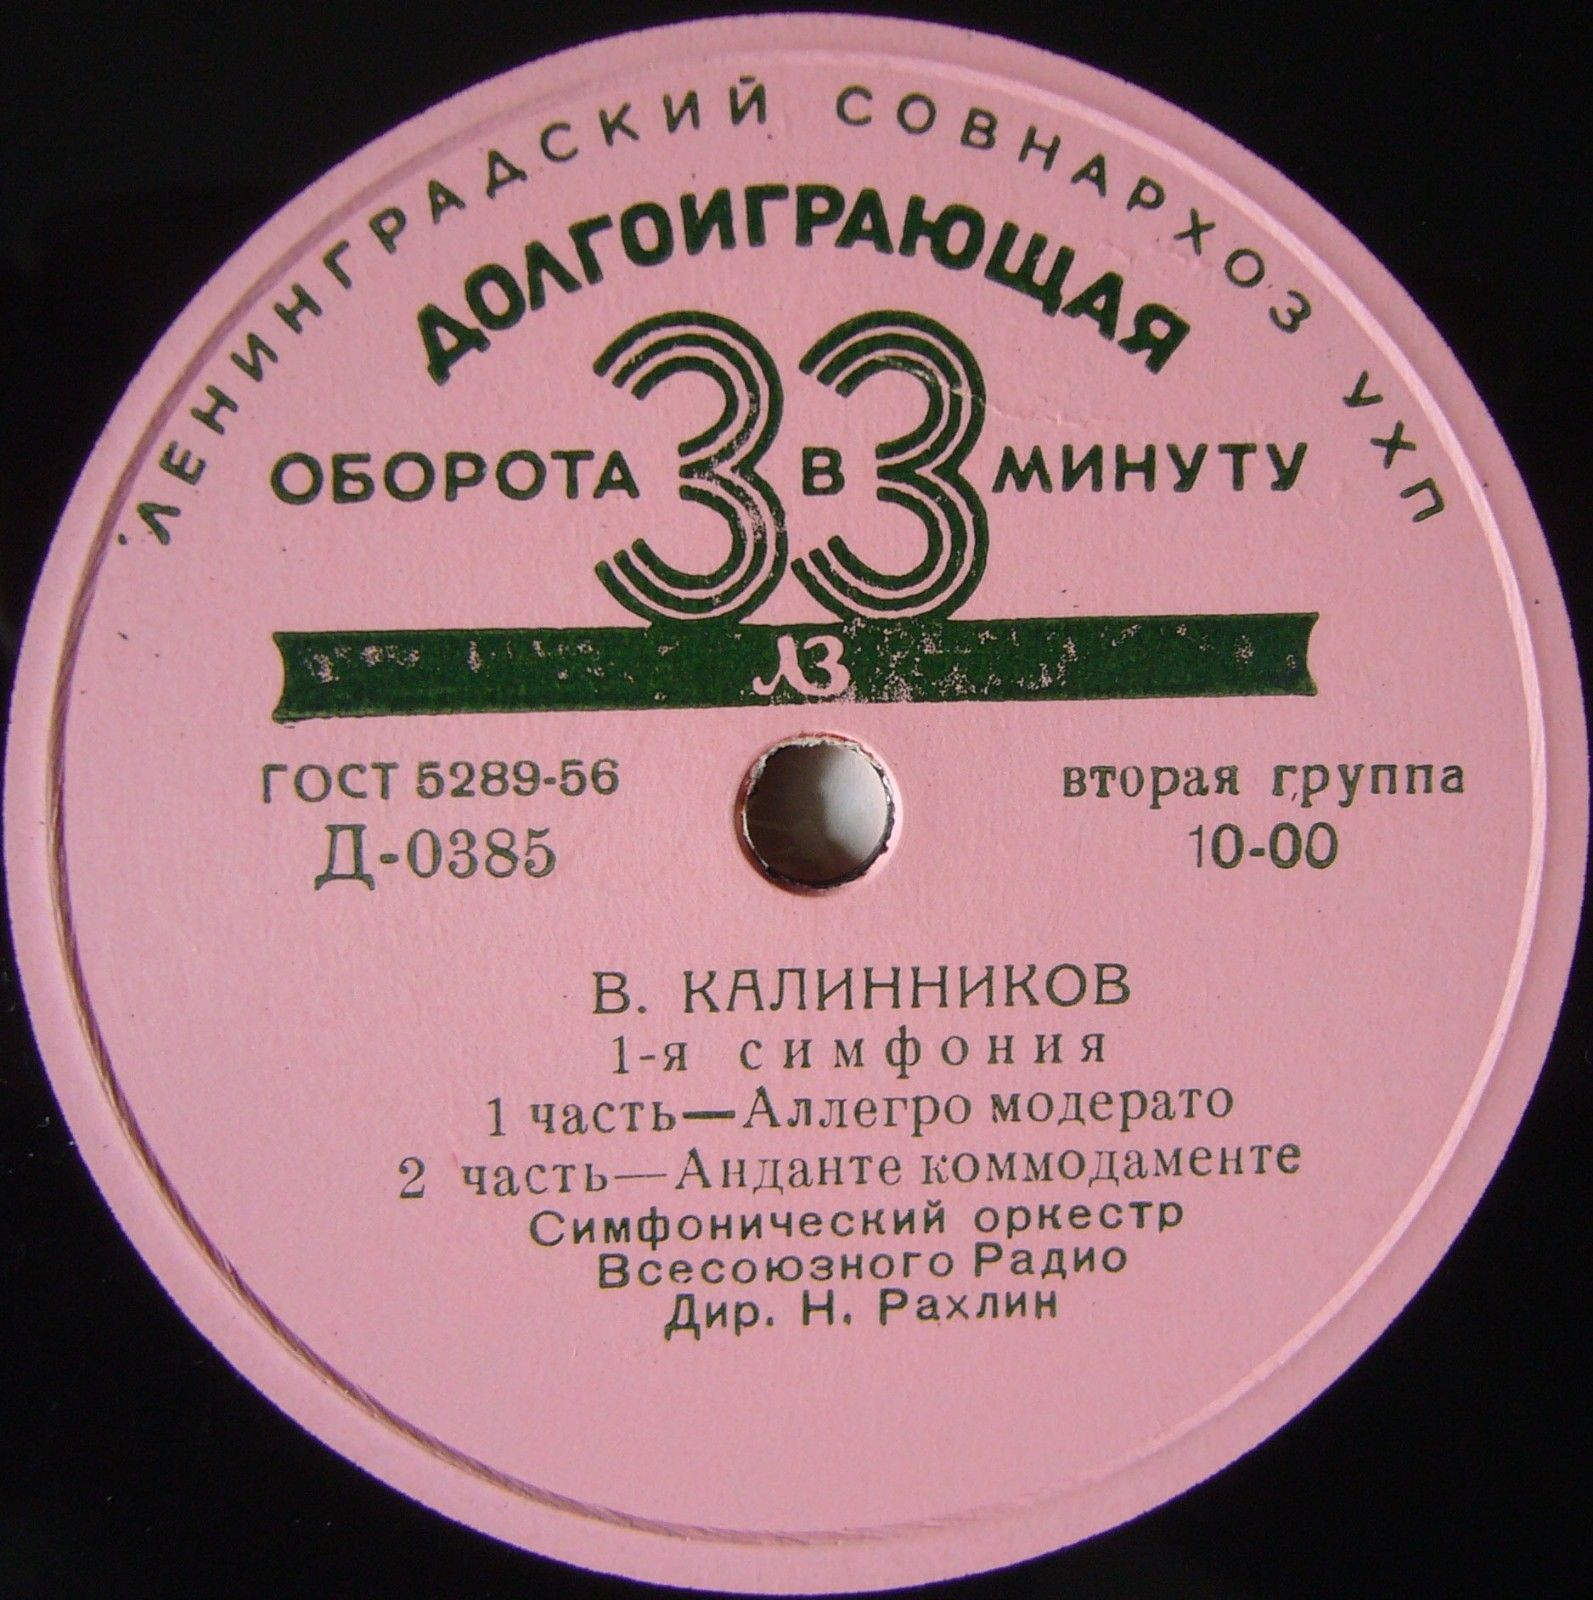 ЛЕНИНГРАДСКИЙ СОВНАРХОЗ УХП
ДОЛГОИГРАЮЩАЯ
33
ОБОРОТА В МИНУТУ
ЛЗ
ГОСТ 5289-56
Д-0385
вторая группа
10-00
В. КАЛИННИКОВ
1-я симфония
1 часть—Аллегро модерато
2 часть—Анданте коммодаменте
Симфонический оркестр
Всесоюзного Радио
Дир. Н. Рахлин